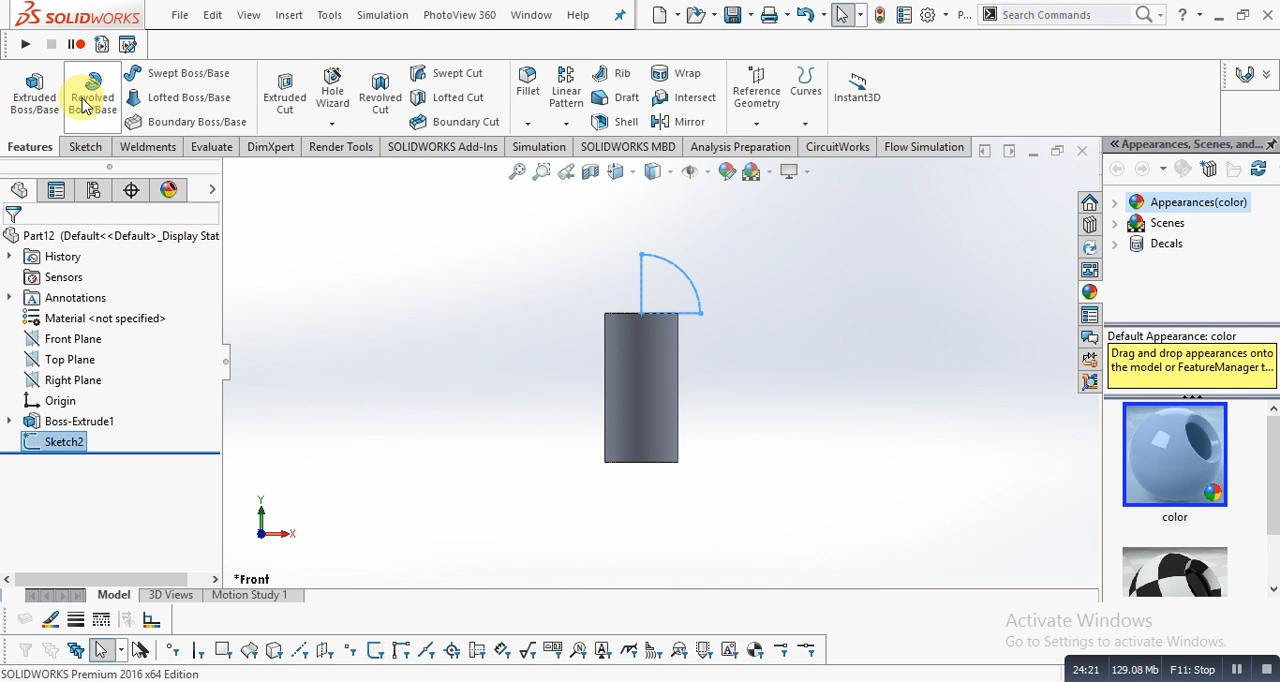 SOLIDWORKS File Edit View Insert Tools Simulation PhotoView 360 Window Help P... Search Commands ?
Extruded Boss/Base
Revolved Boss/Base
Swept Boss/Base
Lofted Boss/Base
Boundary Boss/Base
Extruded Cut
Hole Wizard
Revolved Cut
Swept Cut
Lofted Cut
Boundary Cut
Fillet
Linear Pattern
Rib
Draft
Shell
Wrap
Intersect
Mirror
Reference Geometry
Curves
Instant3D
Features Sketch Weldments Evaluate DimXpert Render Tools SOLIDWORKS Add-Ins Simulation SOLIDWORKS MBD Analysis Preparation CircuitWorks Flow Simulation
Part12 (Default<<Default>_Display Stat
History
Sensors
Annotations
Material <not specified>
Front Plane
Top Plane
Right Plane
Origin
Boss-Extrude1
Sketch2
Y
X
*Front
Appearances, Scenes, and...
Appearances(color)
Scenes
Decals
Default Appearance: color
Drag and drop appearances onto
the model or FeatureManager t...
color
Model 3D Views Motion Study 1
Activate Windows
Go to Settings to activate Windows.
SOLIDWORKS Premium 2016 x64 Edition
24:21 129.08 Mb F11: Stop